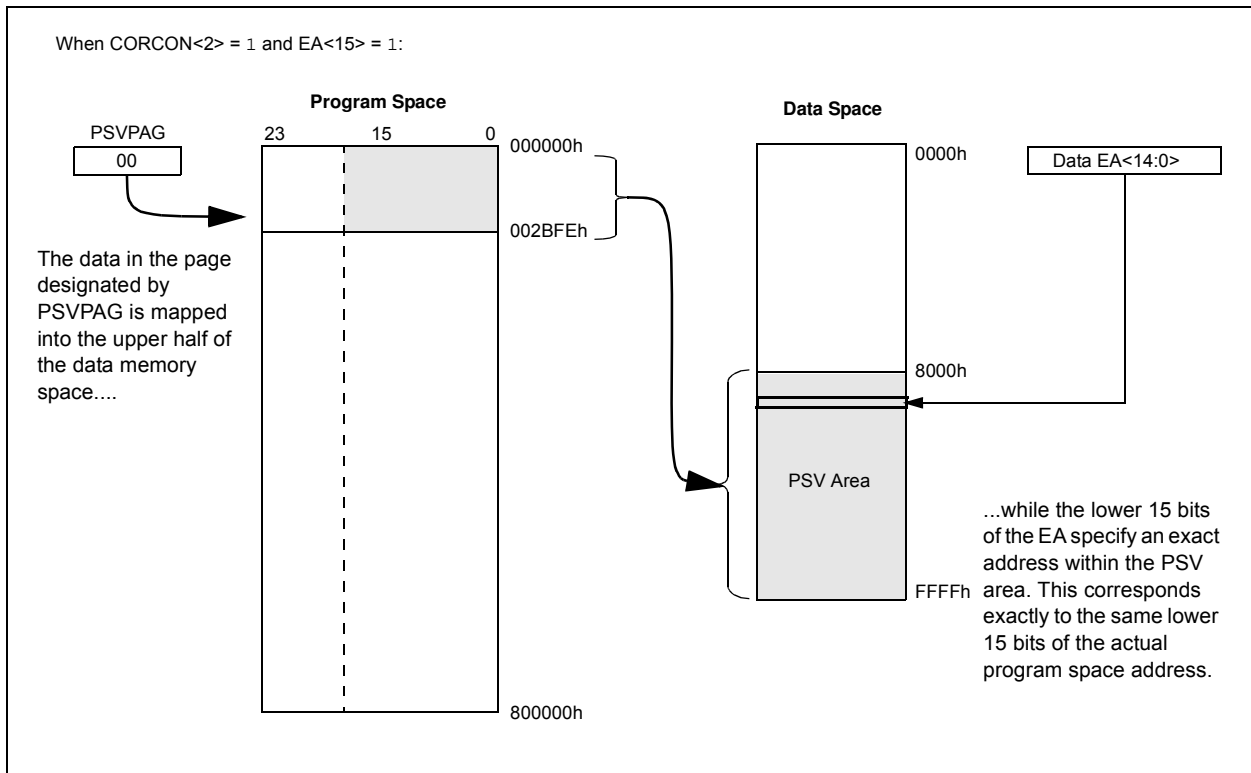 When CORCON<2> = 1 and EA<15> = 1:
Program Space
Data Space
PSVPAG
23 15 0
000000h
0000h
00
Data EA<14:0>
002BFEh
The data in the page
designated by
PSVPAG is mapped
into the upper half of
the data memory
space....
8000h
PSV Area
...while the lower 15 bits
of the EA specify an exact
address within the PSV
area. This corresponds
exactly to the same lower
15 bits of the actual
program space address.
FFFFh
800000h